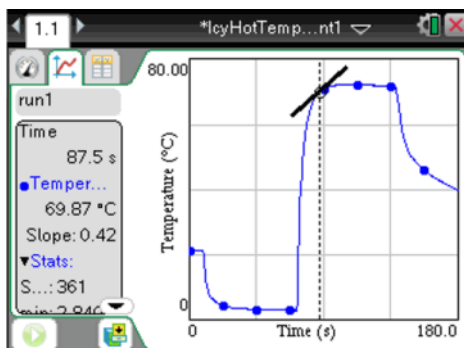 1.1
*IcyHotTemp...nt1
run1
Time
87.5 s
Temper...
69.87 °C
Slope: 0.42
▼Stats:
S...: 361
80.00
Temperature (°C)
0
0
Time (s)
180.0